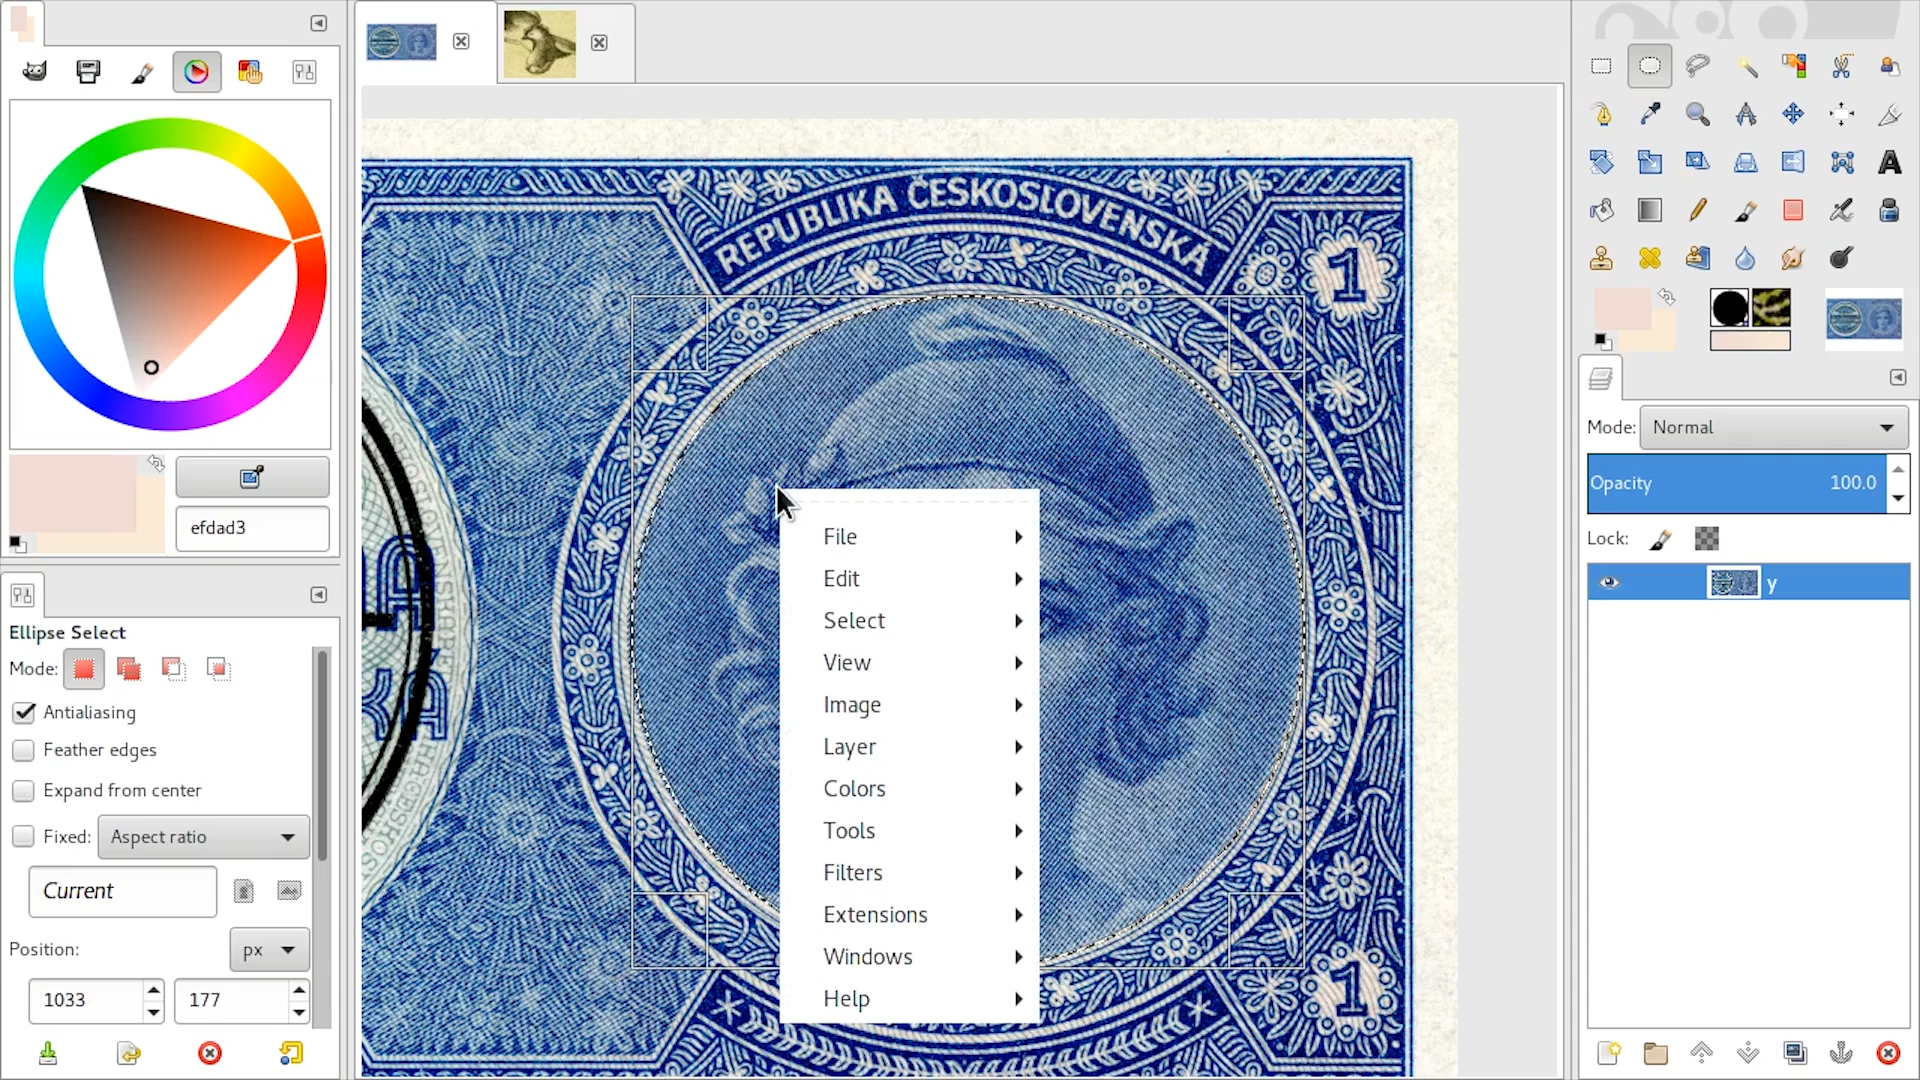 REPUBLIKA ČESKOSLOVENSKÁ
1
efdad3
Ellipse Select
Mode:
Antialiasing
Feather edges
Expand from center
Fixed: Aspect ratio
Current
Position: px
1033 177
File
Edit
Select
View
Image
Layer
Colors
Tools
Filters
Extensions
Windows
Help
1
Mode: Normal
Opacity 100.0
Lock:
y